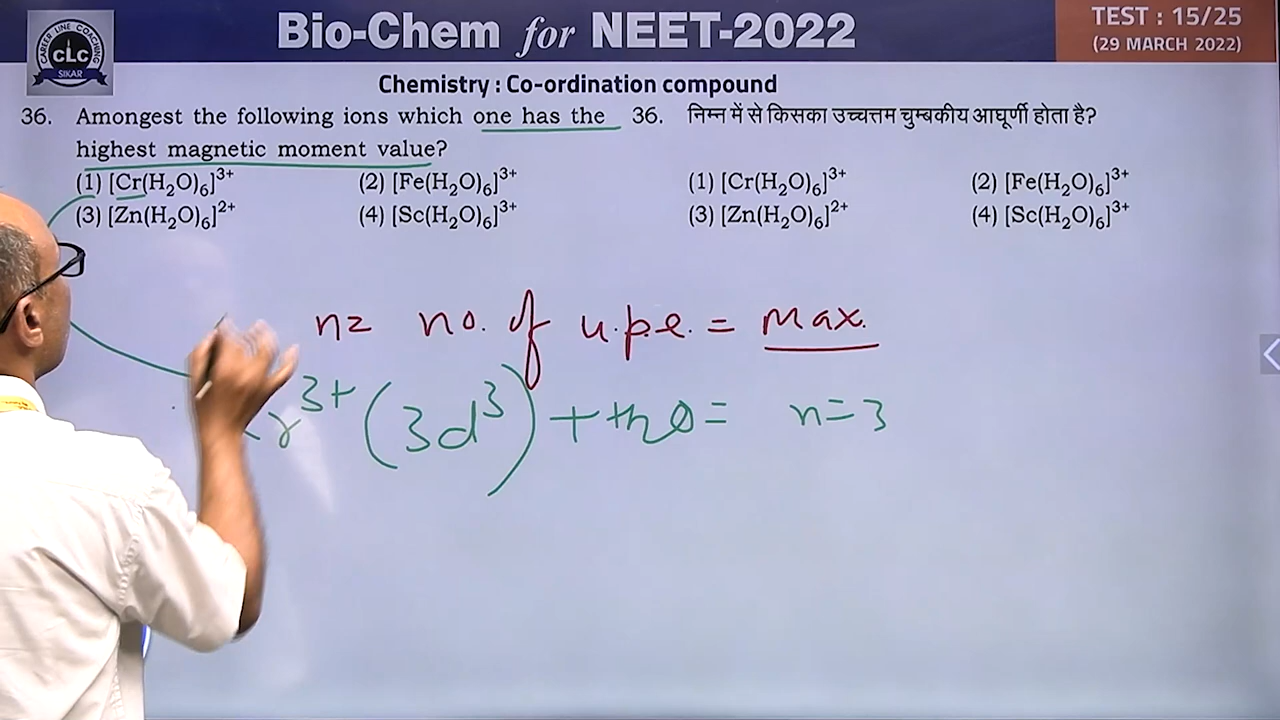 CAREER LINE COACHING
CLC
SIKAR
Bio-Chem for NEET-2022
TEST : 15/25
(29 MARCH 2022)
Chemistry : Co-ordination compound
36. Amongest the following ions which one has the
highest magnetic moment value?
(1) [Cr(H₂O)₆]³⁺ (2) [Fe(H₂O)₆]³⁺
(3) [Zn(H₂O)₆]²⁺ (4) [Sc(H₂O)₆]³⁺
36. निम्न में से किसका उच्चत्तम चुम्बकीय आघूर्णी होता है?
(1) [Cr(H₂O)₆]³⁺ (2) [Fe(H₂O)₆]³⁺
(3) [Zn(H₂O)₆]²⁺ (4) [Sc(H₂O)₆]³⁺
n= no. of u.p.e. = max.
r³⁺ (3d³) + = n=3